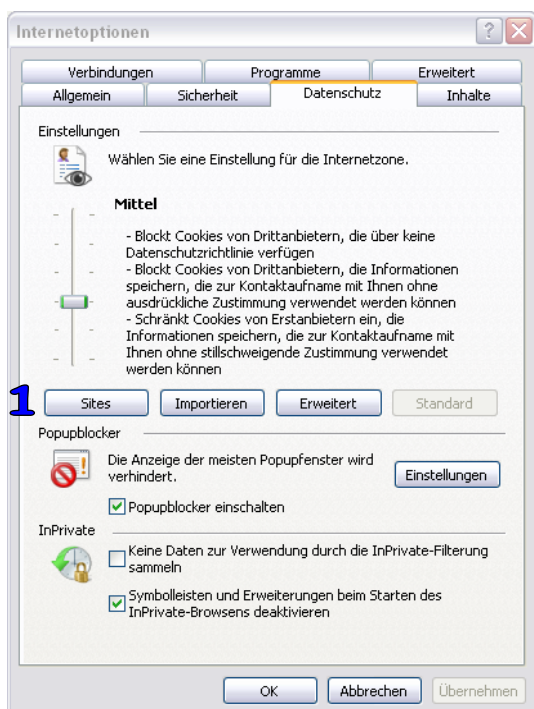 Internetoptionen
Verbindungen Programme Erweitert
Allgemein Sicherheit Datenschutz Inhalte
Einstellungen
Wählen Sie eine Einstellung für die Internetzone.
Mittel
- Blockt Cookies von Drittanbietern, die über keine
Datenschutzrichtlinie verfügen
- Blockt Cookies von Drittanbietern, die Informationen
speichern, die zur Kontaktaufname mit Ihnen ohne
ausdrückliche Zustimmung verwendet werden können
- Schränkt Cookies von Erstanbietern ein, die
Informationen speichern, die zur Kontaktaufname mit
Ihnen ohne stillschweigende Zustimmung verwendet
werden können
1 Sites Importieren Erweitert Standard
Popupblocker
Die Anzeige der meisten Popupfenster wird
verhindert.
Einstellungen
Popupblocker einschalten
InPrivate
Keine Daten zur Verwendung durch die InPrivate-Filterung
sammeln
Symbolleisten und Erweiterungen beim Starten des
InPrivate-Browsens deaktivieren
OK Abbrechen Übernehmen